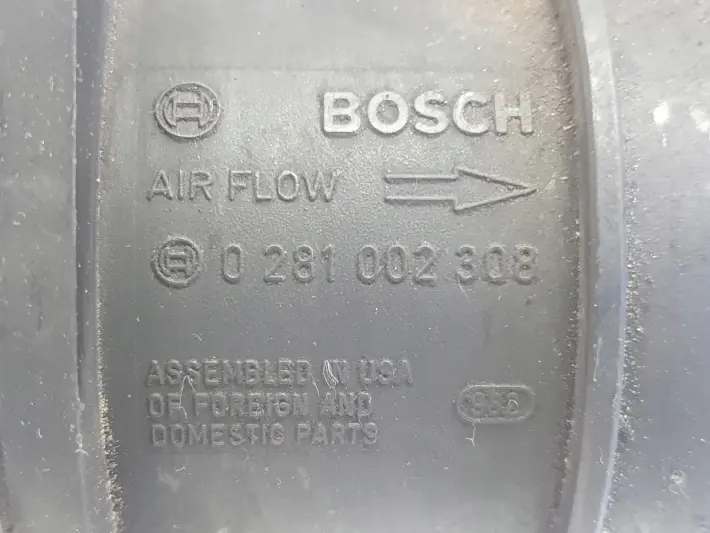 BOSCH
AIR FLOW
0 281 002 308
ASSEMBLED IN USA
OF FOREIGN AND
DOMESTIC PARTS